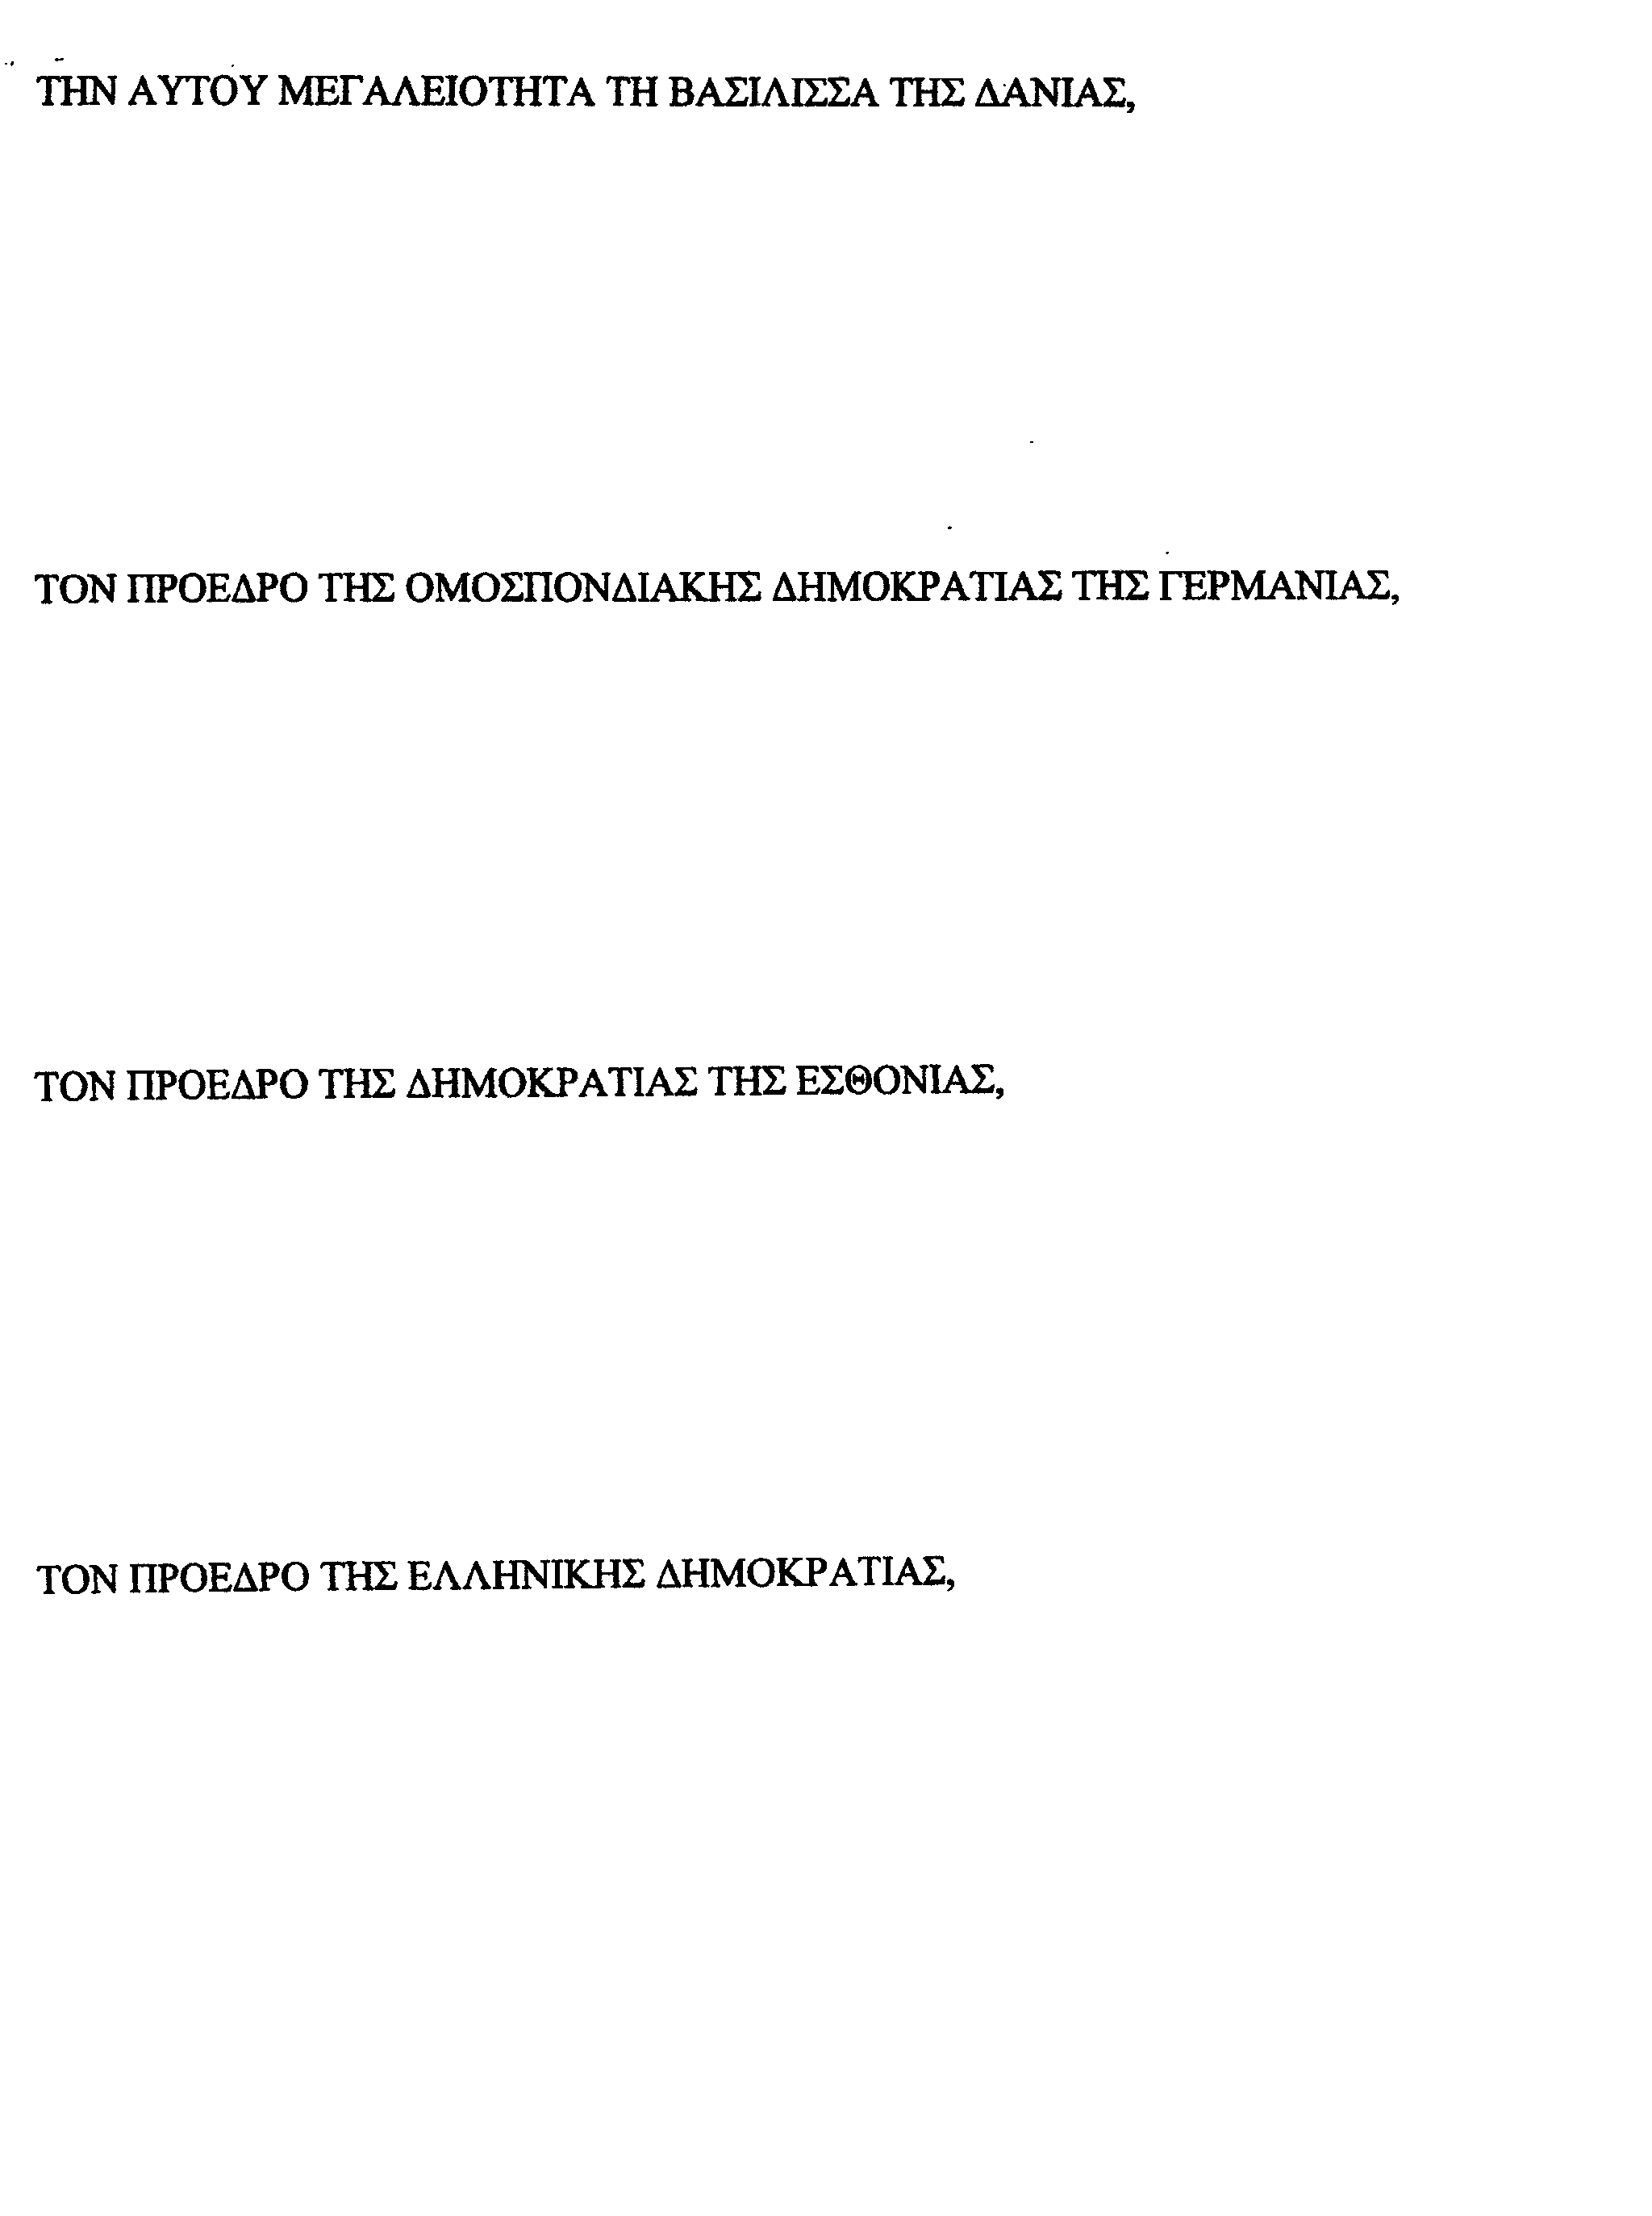 ΤΗΝ ΑΥΤΟΥ ΜΕΓΑΛΕΙΟΤΗΤΑ ΤΗ ΒΑΣΙΛΙΣΣΑ ΤΗΣ ΔΑΝΙΑΣ,
ΤΟΝ ΠΡΟΕΔΡΟ ΤΗΣ ΟΜΟΣΠΟΝΔΙΑΚΗΣ ΔΗΜΟΚΡΑΤΙΑΣ ΤΗΣ ΓΕΡΜΑΝΙΑΣ,
ΤΟΝ ΠΡΟΕΔΡΟ ΤΗΣ ΔΗΜΟΚΡΑΤΙΑΣ ΤΗΣ ΕΣΘΟΝΙΑΣ,
ΤΟΝ ΠΡΟΕΔΡΟ ΤΗΣ ΕΛΛΗΝΙΚΗΣ ΔΗΜΟΚΡΑΤΙΑΣ,